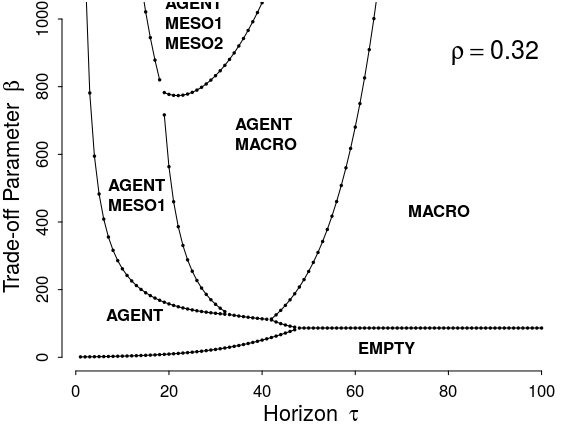 AGENT
MESO1
MESO2
ρ = 0.32
AGENT
MACRO
AGENT
MESO1
MACRO
AGENT
EMPTY
Trade-off Parameter β
0
200
400
600
800
1000
0
20
40
60
80
100
Horizon τ